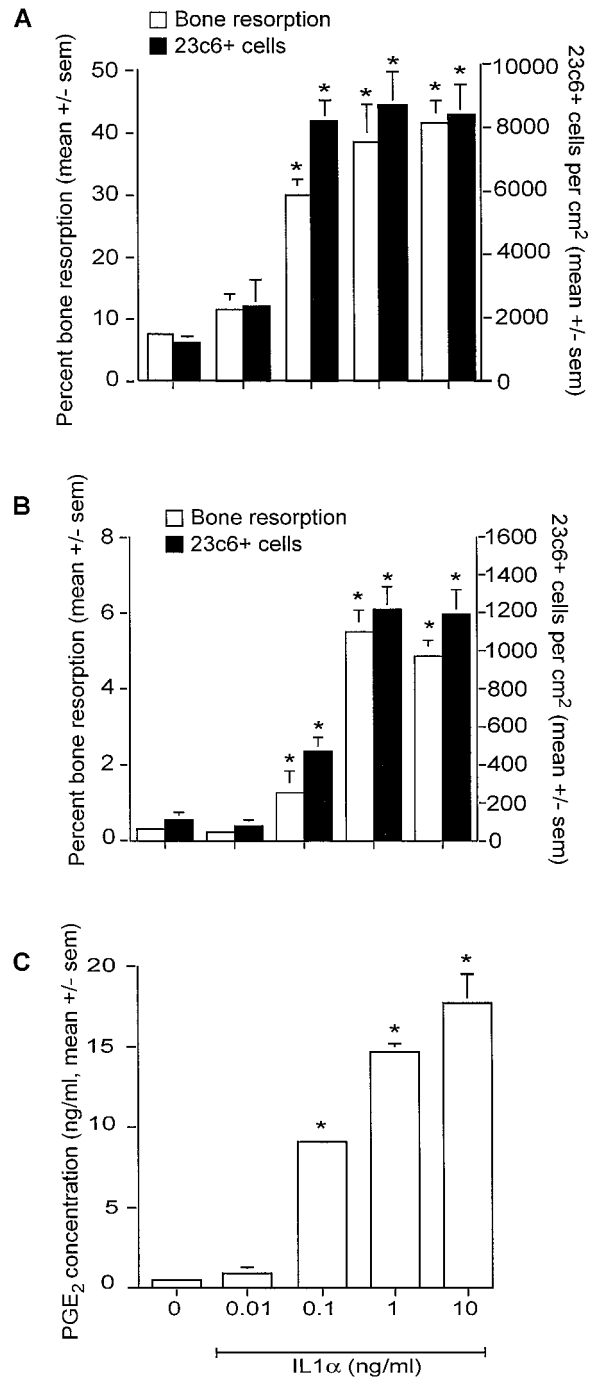 A
Bone resorption
23c6+ cells
Percent bone resorption (mean +/- sem)
50
40
30
20
10
0
* * * * * *
10000
8000
6000
4000
2000
0
23c6+ cells per cm2 (mean +/- sem)
B
Bone resorption
23c6+ cells
Percent bone resorption (mean +/- sem)
8
6
4
2
0
* * * * * *
1600
1400
1200
1000
800
600
400
200
0
23c6+ cells per cm2 (mean +/- sem)
C
PGE2 concentration (ng/ml, mean +/- sem)
20
15
10
5
0
* * *
0 0.01 0.1 1 10
IL1α (ng/ml)